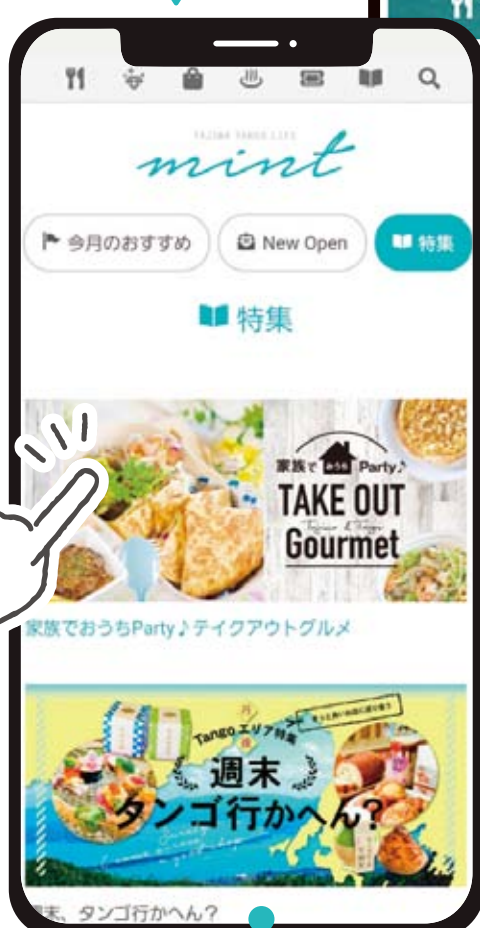 TAJIMA TANGO LIFE
mint
今月のおすすめ
New Open
特集
特集
家族で おうち Party♪
TAKE OUT
Tajima & Tango
Gourmet
家族でおうちParty♪テイクアウトグルメ
丹後
Tangoエリア特集
週末
タンゴ行かへん?
週末、タンゴ行かへん?